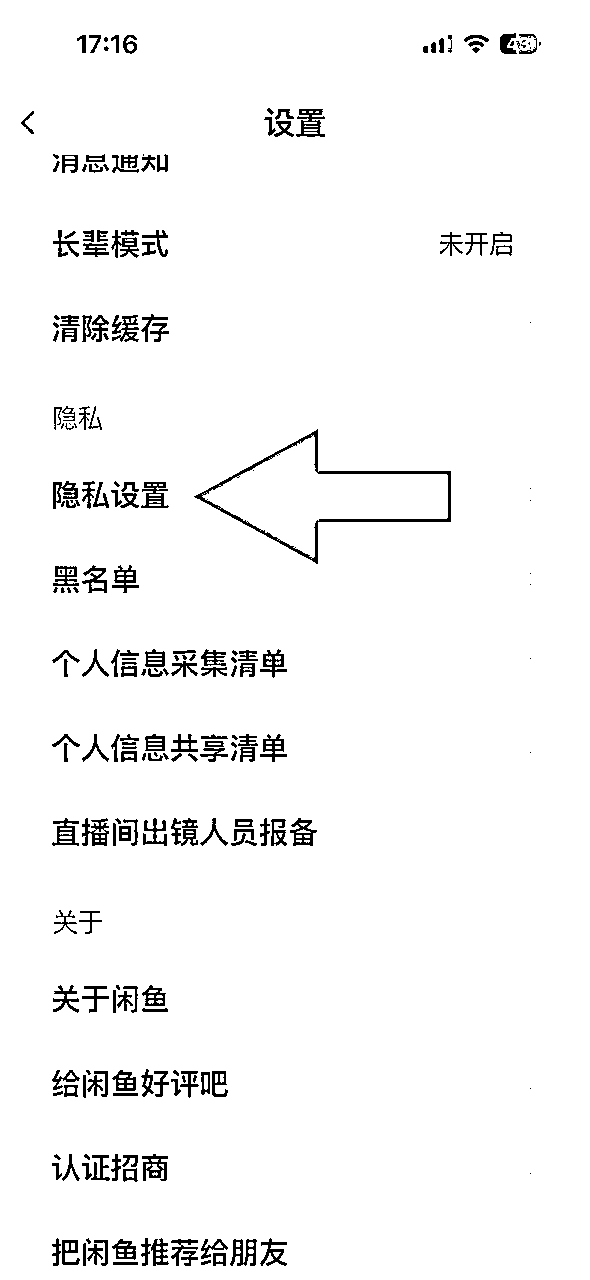 17:16
设置
消息通知
长辈模式 未开启
清除缓存
隐私
隐私设置
黑名单
个人信息采集清单
个人信息共享清单
直播间出镜人员报备
关于
关于闲鱼
给闲鱼好评吧
认证招商
把闲鱼推荐给朋友